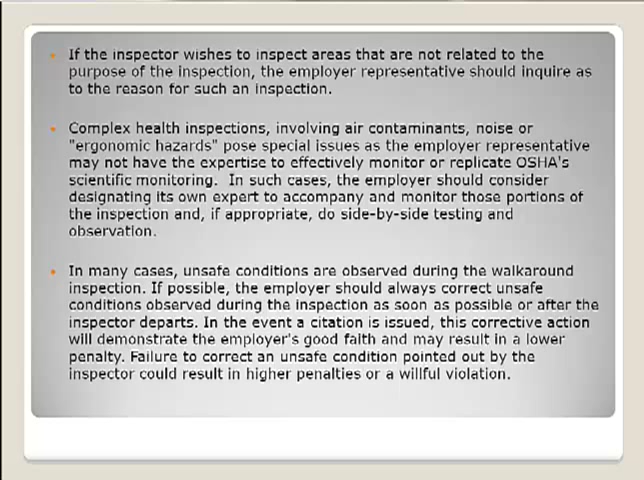 If the inspector wishes to inspect areas that are not related to the
purpose of the inspection, the employer representative should inquire as
to the reason for such an inspection.
Complex health inspections, involving air contaminants, noise or
"ergonomic hazards" pose special issues as the employer representative
may not have the expertise to effectively monitor or replicate OSHA's
scientific monitoring.  In such cases, the employer should consider
designating its own expert to accompany and monitor those portions of
the inspection and, if appropriate, do side-by-side testing and
observation.
In many cases, unsafe conditions are observed during the walkaround
inspection. If possible, the employer should always correct unsafe
conditions observed during the inspection as soon as possible or after the
inspector departs. In the event a citation is issued, this corrective action
will demonstrate the employer's good faith and may result in a lower
penalty. Failure to correct an unsafe condition pointed out by the
inspector could result in higher penalties or a willful violation.